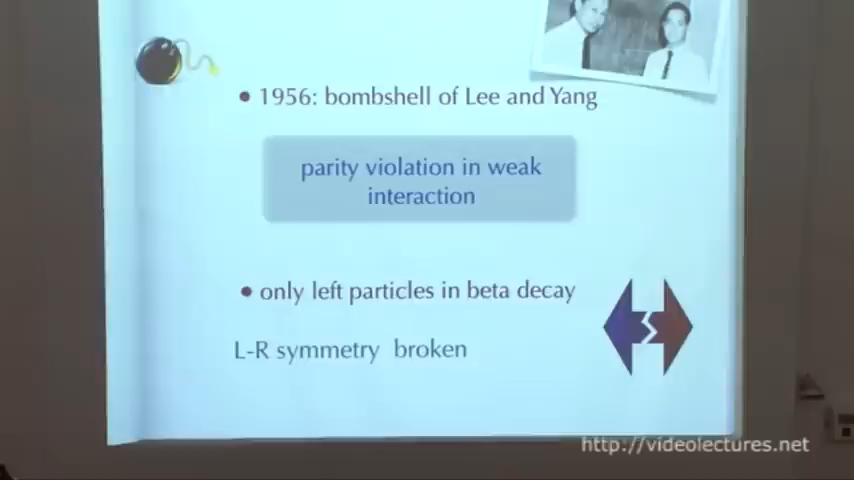 • 1956: bombshell of Lee and Yang
parity violation in weak
interaction
• only left particles in beta decay
L-R symmetry broken
http://videolectures.net